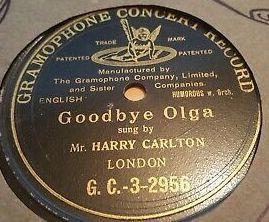 GRAMOPHONE CONCERT RECORD
TRADE MARK
PATENTED PATENTED
Manufactured by
The Gramophone Company, Limited,
and Sister Companies.
ENGLISH HUMOROUS w. Orch.
Goodbye Olga
sung by
Mr. HARRY CARLTON
LONDON
G. C.-3-2956